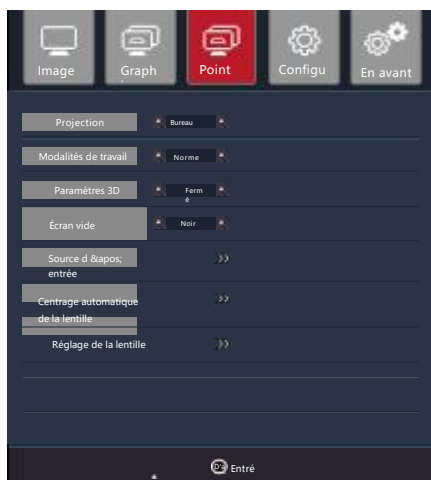 Image
Graph
Point
Configu
En avant
Projection
Bureau
Modalités de travail
Norme
Paramètres 3D
Ferm
é
Écran vide
Noir
Source d &apos;
entrée
Centrage automatique
de la lentille
Réglage de la lentille
Entré